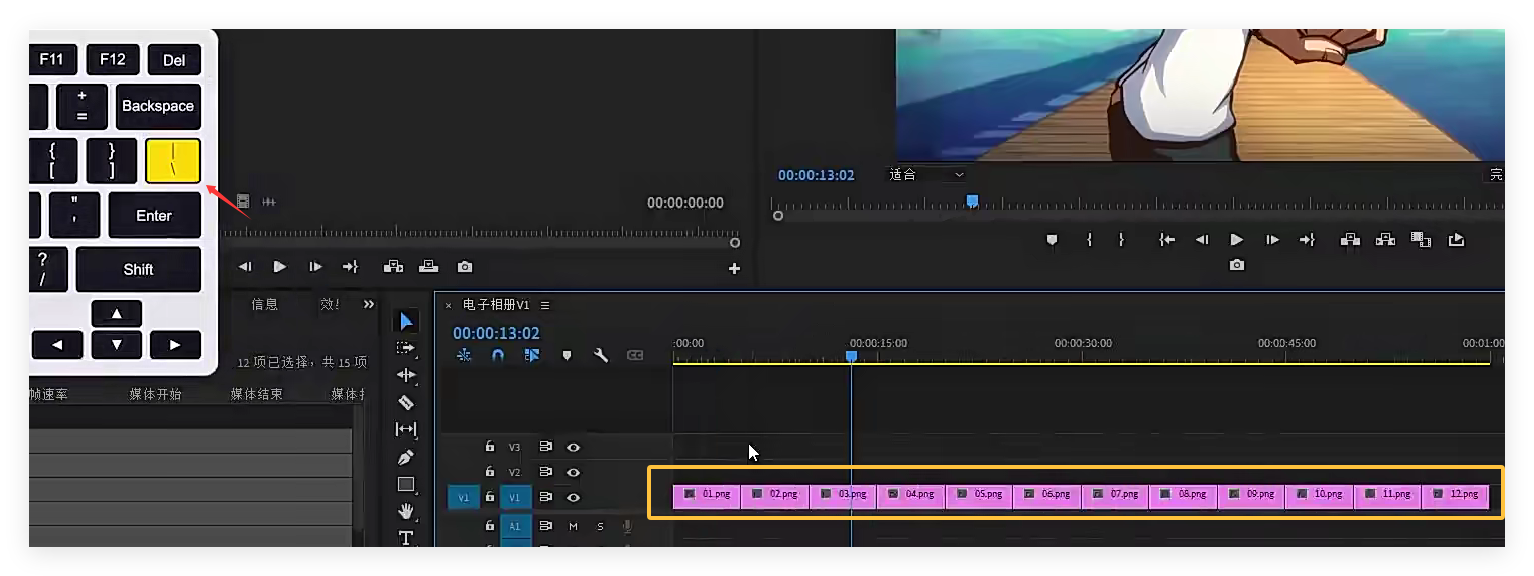 F11 F12 Del
+
=
Backspace
{
[
}
]
|
\
"
'
Enter
?
/
Shift
00:00:00:00
00:00:13:02
适合
完
信息
效
电子相册V1
00:00:13:02
:00:00
00:00:15:00
00:00:30:00
00:00:45:00
00:01:00
12 项已选择，共 15 项
帧速率
媒体开始
媒体结束
媒体
V3
V2
V1 V1
01.png 02.png 03.png 04.png 05.png 06.png 07.png 08.png 09.png 10.png 11.png 12.png
A1 M S
T